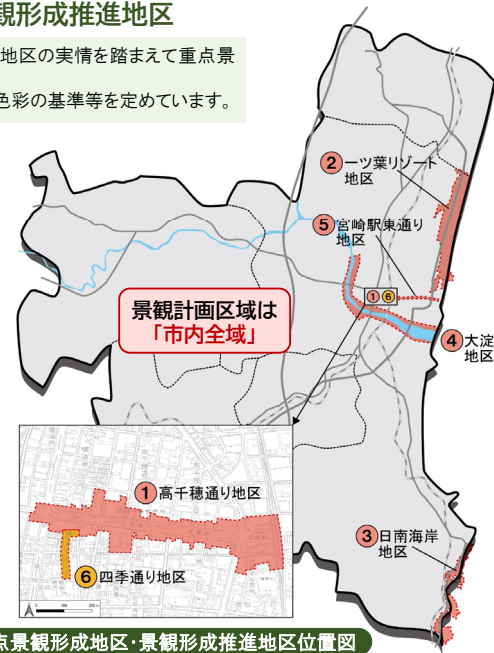 観形成推進地区
地区の実情を踏まえて重点景
色彩の基準等を定めています。
② 一ツ葉リゾート
地区
⑤ 宮崎駅東通り
地区
① ⑥
景観計画区域は
「市内全域」
④ 大淀
地区
① 高千穂通り地区
③ 日南海岸
地区
⑥ 四季通り地区
点景観形成地区・景観形成推進地区位置図